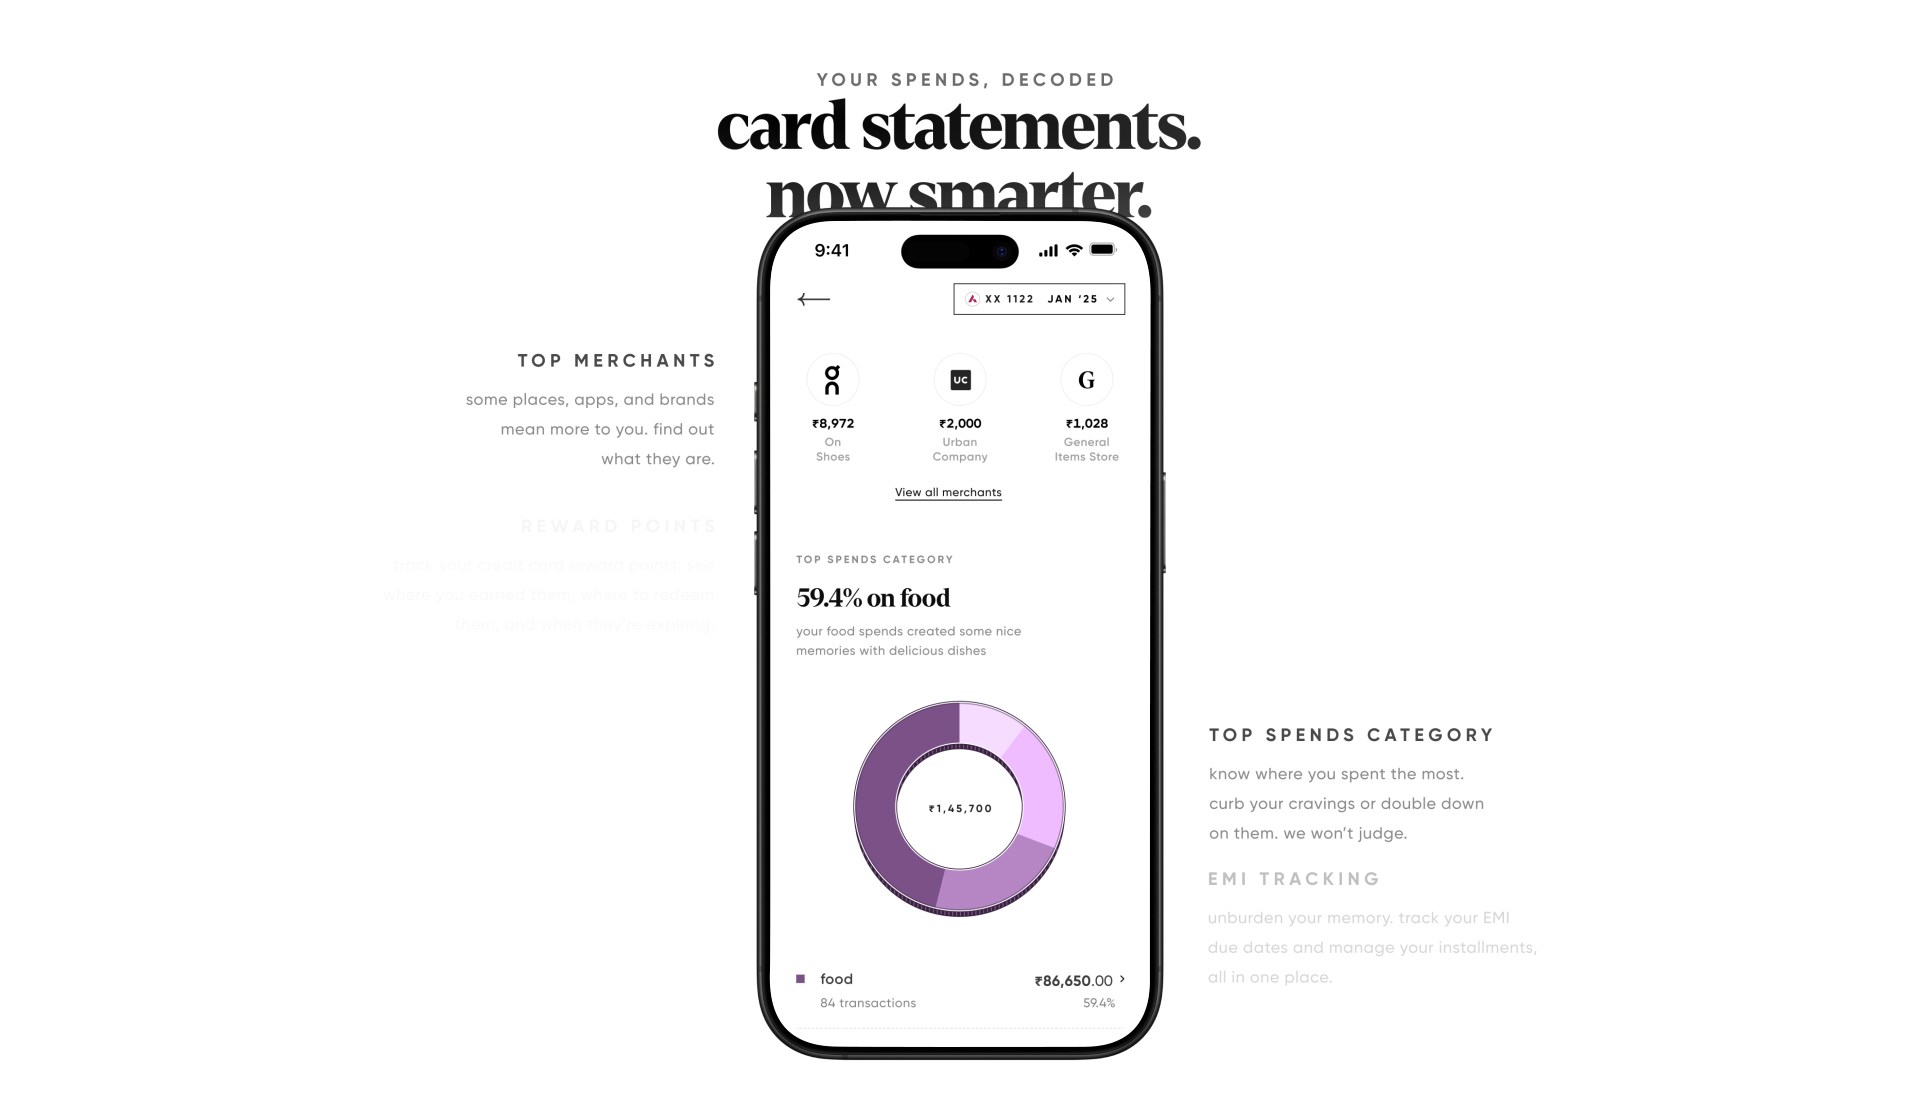 YOUR SPENDS, DECODED
card statements.
now smarter.
9:41
XX 1122 JAN ‘25
TOP MERCHANTS
some places, apps, and brands
mean more to you. find out
what they are.
REWARD POINTS
track your credit card reward points: see
where you earned them, where to redeem
them, and when they’re expiring.
On
UC
G
₹8,972
₹2,000
₹1,028
On
Shoes
Urban
Company
General
Items Store
View all merchants
TOP SPENDS CATEGORY
59.4% on food
your food spends created some nice
memories with delicious dishes
₹1,45,700
food
₹86,650.00
84 transactions
59.4%
TOP SPENDS CATEGORY
know where you spent the most.
curb your cravings or double down
on them. we won’t judge.
EMI TRACKING
unburden your memory. track your EMI
due dates and manage your installments,
all in one place.